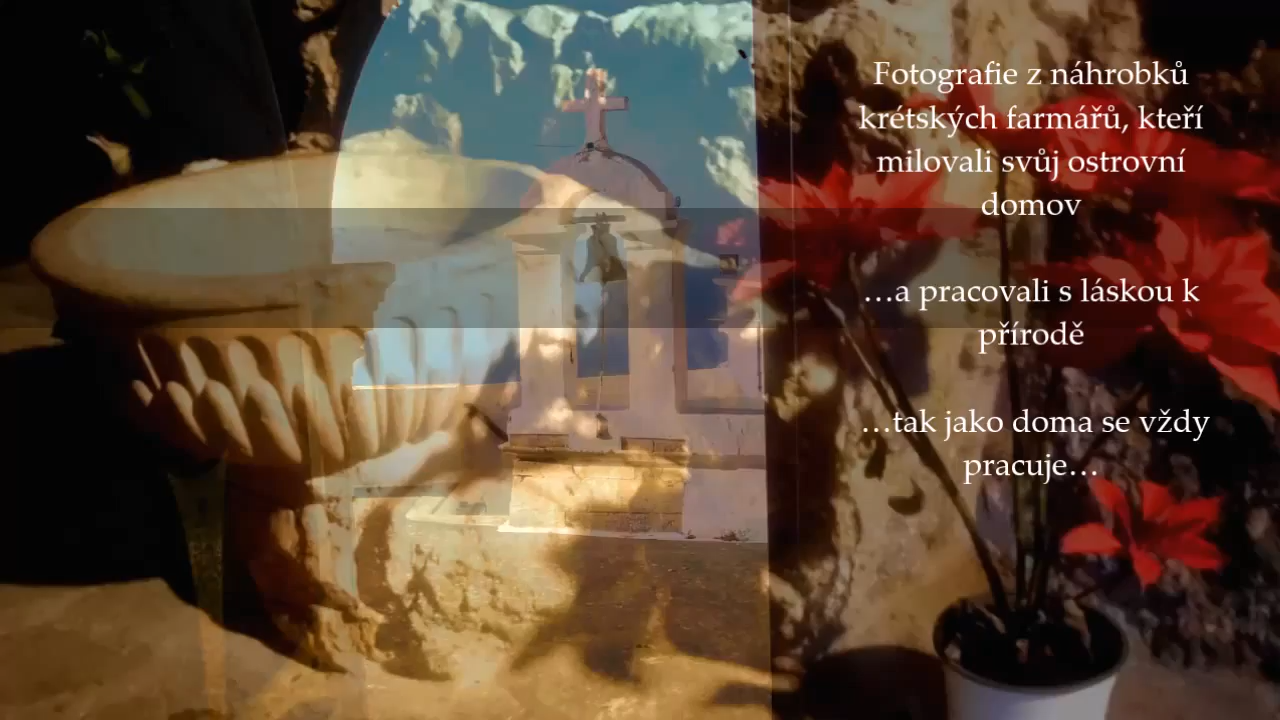 Fotografie z náhrobků
krétských farmářů, kteří
milovali svůj ostrovní
domov
…a pracovali s láskou k
přírodě
…tak jako doma se vždy
pracuje…